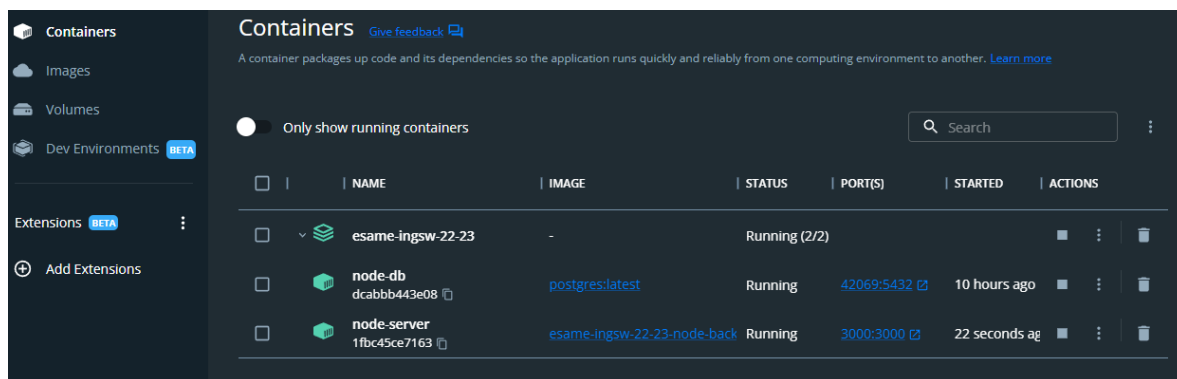 Containers
Images
Volumes
Dev Environments BETA
Extensions BETA
Add Extensions
Containers Give feedback
A container packages up code and its dependencies so the application runs quickly and reliably from one computing environment to another. Learn more
Only show running containers
Search
NAME IMAGE STATUS PORT(S) STARTED ACTIONS
esame-ingsw-22-23 - Running (2/2)
node-db
dcabbb443e08 postgres:latest Running 42069:5432 10 hours ago
node-server
1fbc45ce7163 esame-ingsw-22-23-node-back Running 3000:3000 22 seconds ag